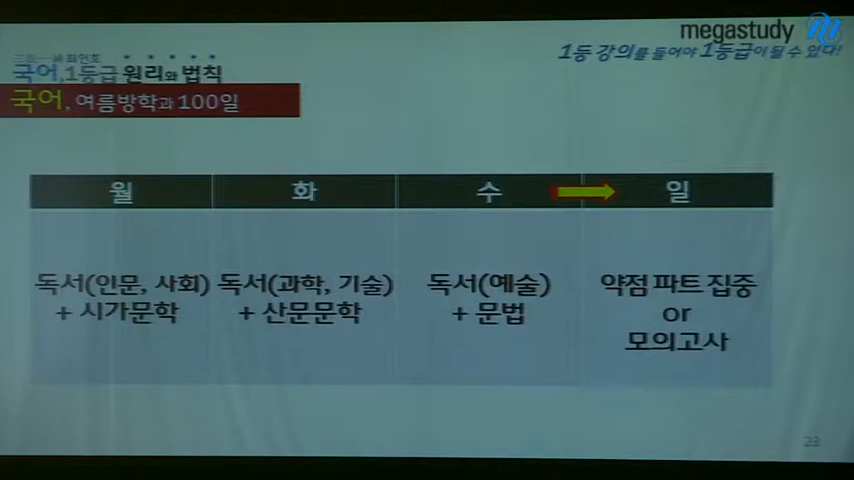 megastudy
1등 강의를 들어야 1등급이 될 수 있다!
최인호
국어, 1등급 원리와 법칙
국어, 여름방학과 100일
월 화 수 일
독서(인문, 사회) 독서(과학, 기술) 독서(예술) 약점 파트 집중
+ 시가문학 + 산문문학 + 문법 or
모의고사
23